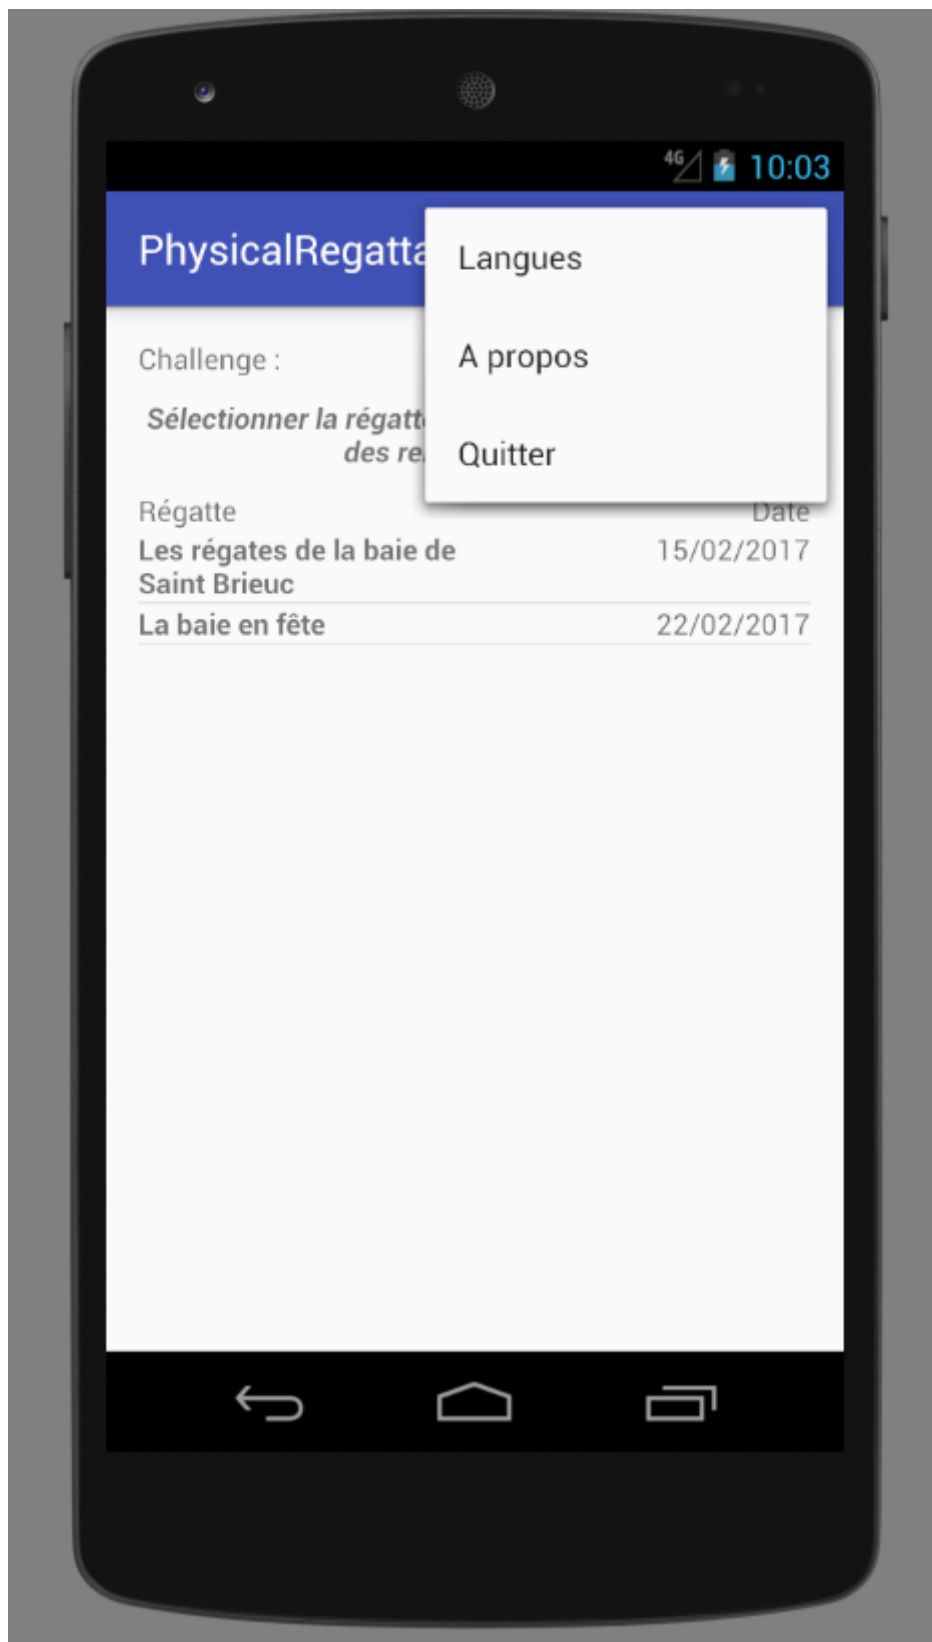 4G 10:03
PhysicalRegatta
Langues
A propos
Quitter
Challenge :
Sélectionner la régatt
des re
Régatte Date
Les régates de la baie de 15/02/2017
Saint Brieuc
La baie en fête 22/02/2017